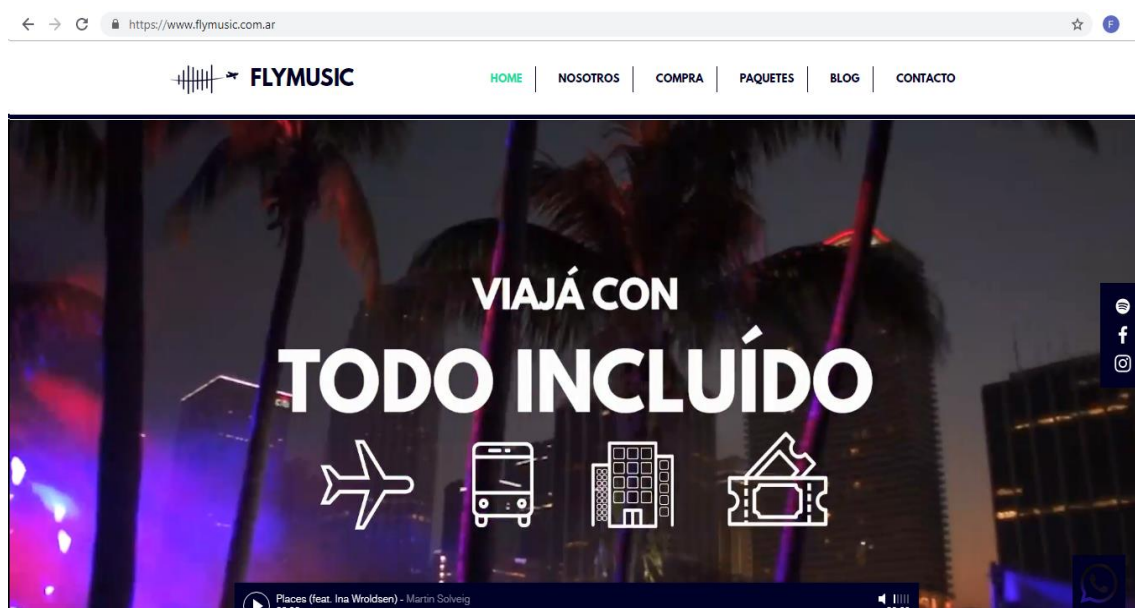 https://www.flymusic.com.ar
F
FLYMUSIC
HOME
NOSOTROS
COMPRA
PAQUETES
BLOG
CONTACTO
VIAJÁ CON
TODO INCLUÍDO
Places (feat. Ina Wroldsen) - Martin Solveig